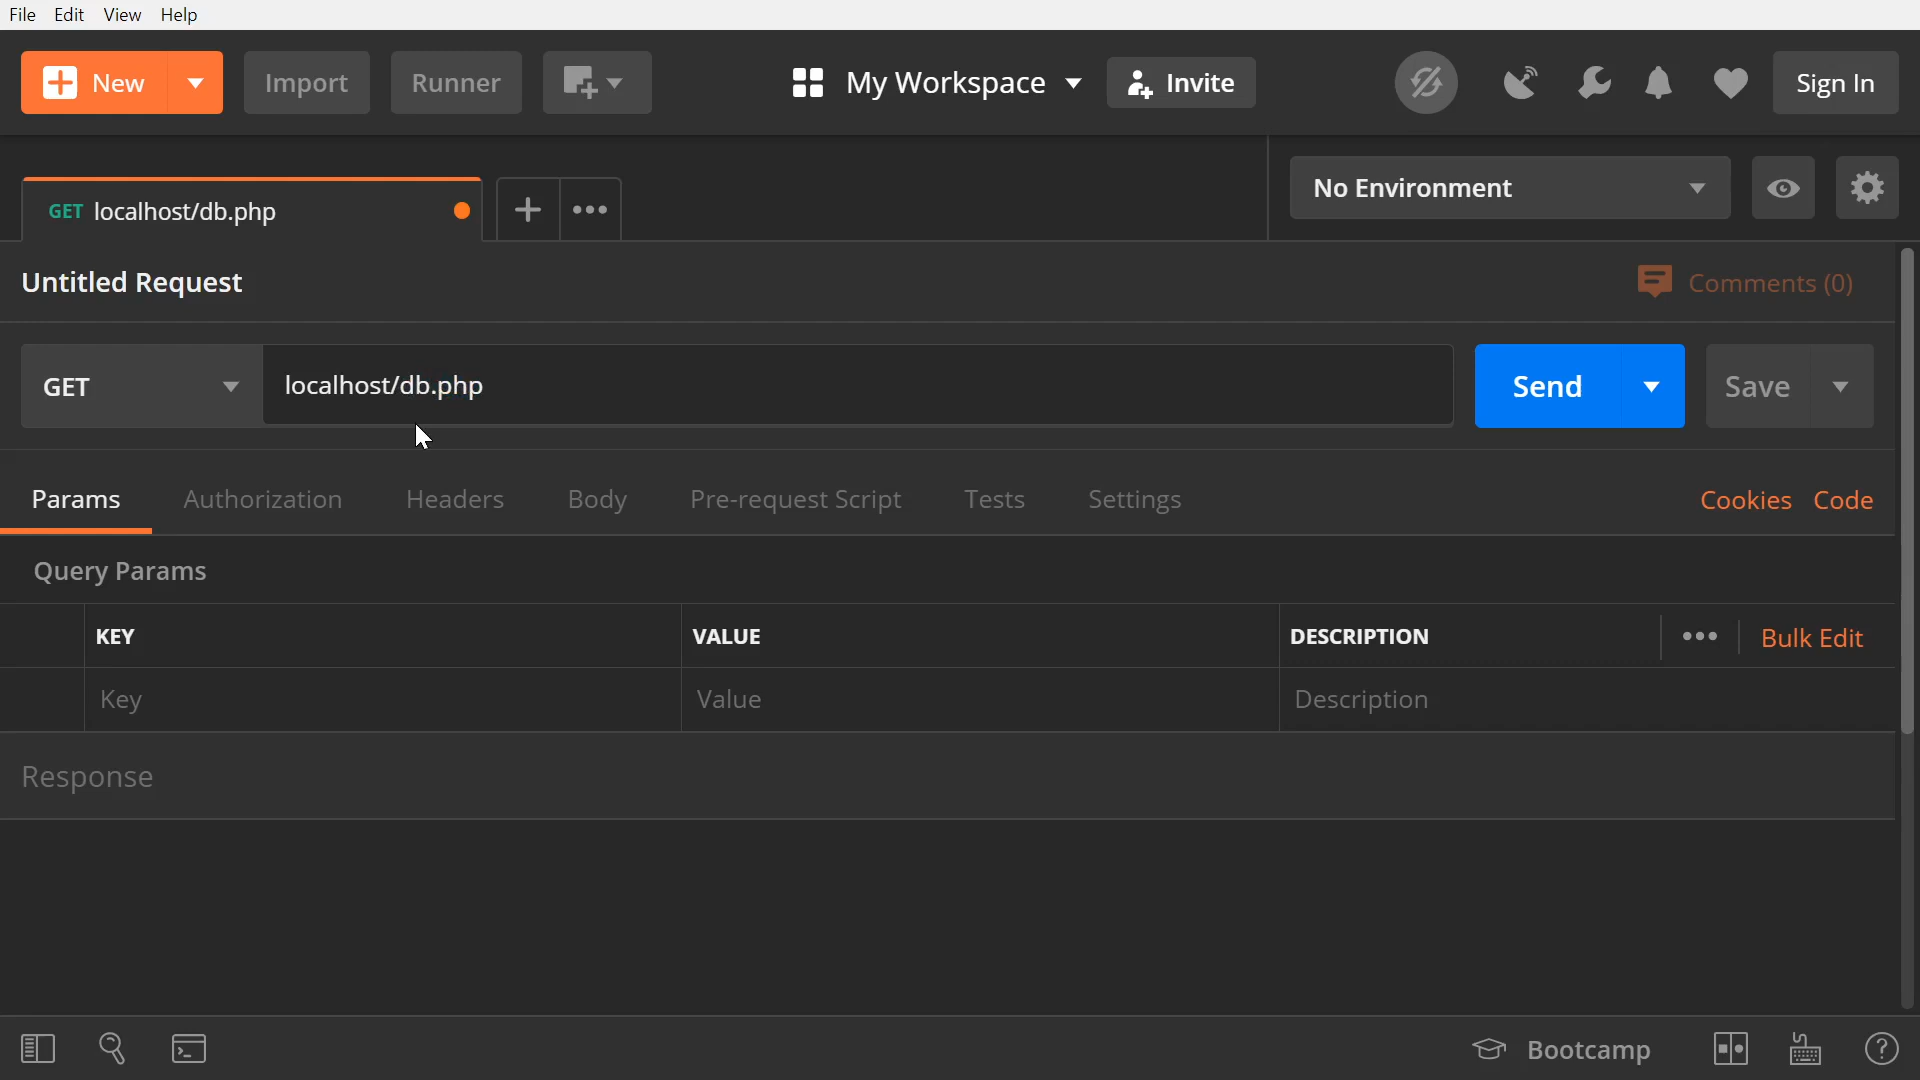 File Edit View Help
New Import Runner My Workspace Invite Sign In
GET localhost/db.php No Environment
Untitled Request Comments (0)
GET localhost/db.php Send Save
Params Authorization Headers Body Pre-request Script Tests Settings Cookies Code
Query Params
KEY VALUE DESCRIPTION Bulk Edit
Key Value Description
Response
Bootcamp